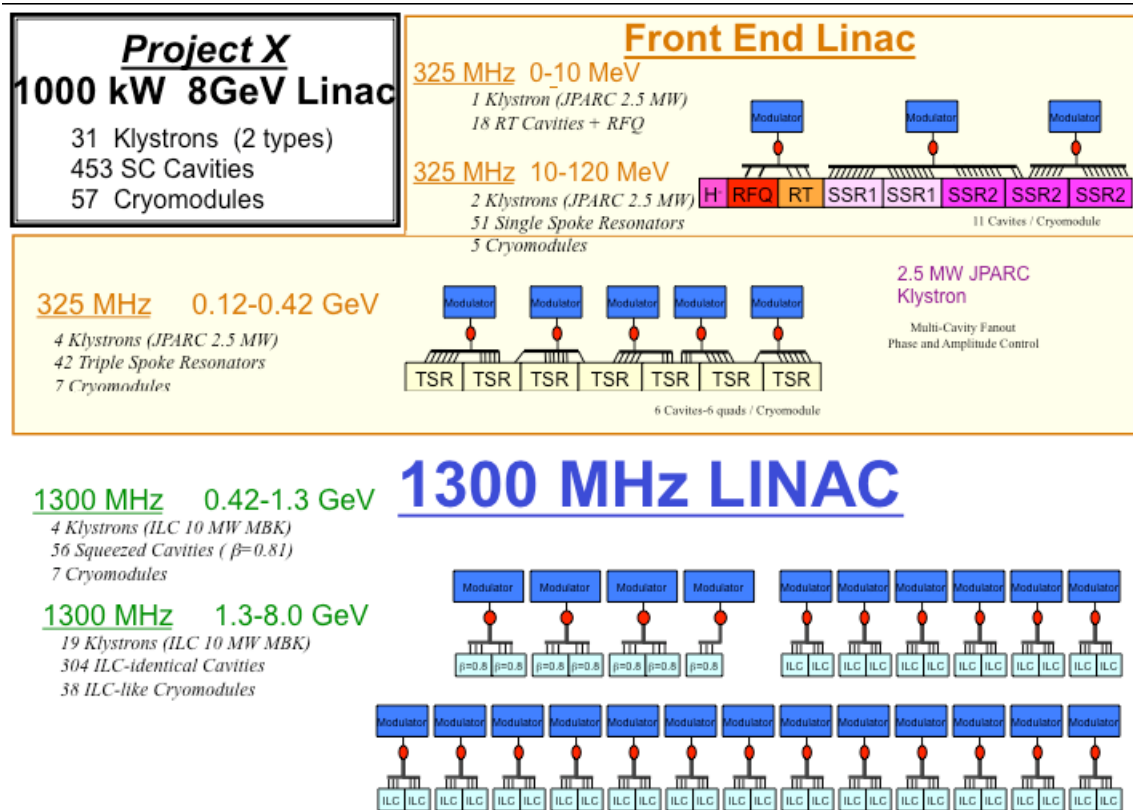 Project X
1000 kW 8GeV Linac
31 Klystrons (2 types)
453 SC Cavities
57 Cryomodules
Front End Linac
325 MHz 0-10 MeV
1 Klystron (JPARC 2.5 MW)
18 RT Cavities + RFQ
325 MHz 10-120 MeV
2 Klystrons (JPARC 2.5 MW)
51 Single Spoke Resonators
5 Cryomodules
Modulator Modulator Modulator
H- RFQ RT SSR1 SSR1 SSR2 SSR2 SSR2
11 Cavites / Cryomodule
325 MHz 0.12-0.42 GeV
4 Klystrons (JPARC 2.5 MW)
42 Triple Spoke Resonators
7 Cryomodules
Modulator Modulator Modulator Modulator Modulator
TSR TSR TSR TSR TSR TSR TSR
6 Cavites-6 quads / Cryomodule
2.5 MW JPARC
Klystron
Multi-Cavity Fanout
Phase and Amplitude Control
1300 MHz LINAC
1300 MHz 0.42-1.3 GeV
4 Klystrons (ILC 10 MW MBK)
56 Squeezed Cavities ( β=0.81)
7 Cryomodules
1300 MHz 1.3-8.0 GeV
19 Klystrons (ILC 10 MW MBK)
304 ILC-identical Cavities
38 ILC-like Cryomodules
Modulator Modulator Modulator Modulator Modulator Modulator Modulator Modulator Modulator Modulator
β=0.8 β=0.8 β=0.8 β=0.8 β=0.8 β=0.8 β=0.8 ILC ILC ILC ILC ILC ILC ILC ILC ILC ILC ILC ILC
Modulator Modulator Modulator Modulator Modulator Modulator Modulator Modulator Modulator Modulator Modulator Modulator Modulator
ILC ILC ILC ILC ILC ILC ILC ILC ILC ILC ILC ILC ILC ILC ILC ILC ILC ILC ILC ILC ILC ILC ILC ILC ILC ILC